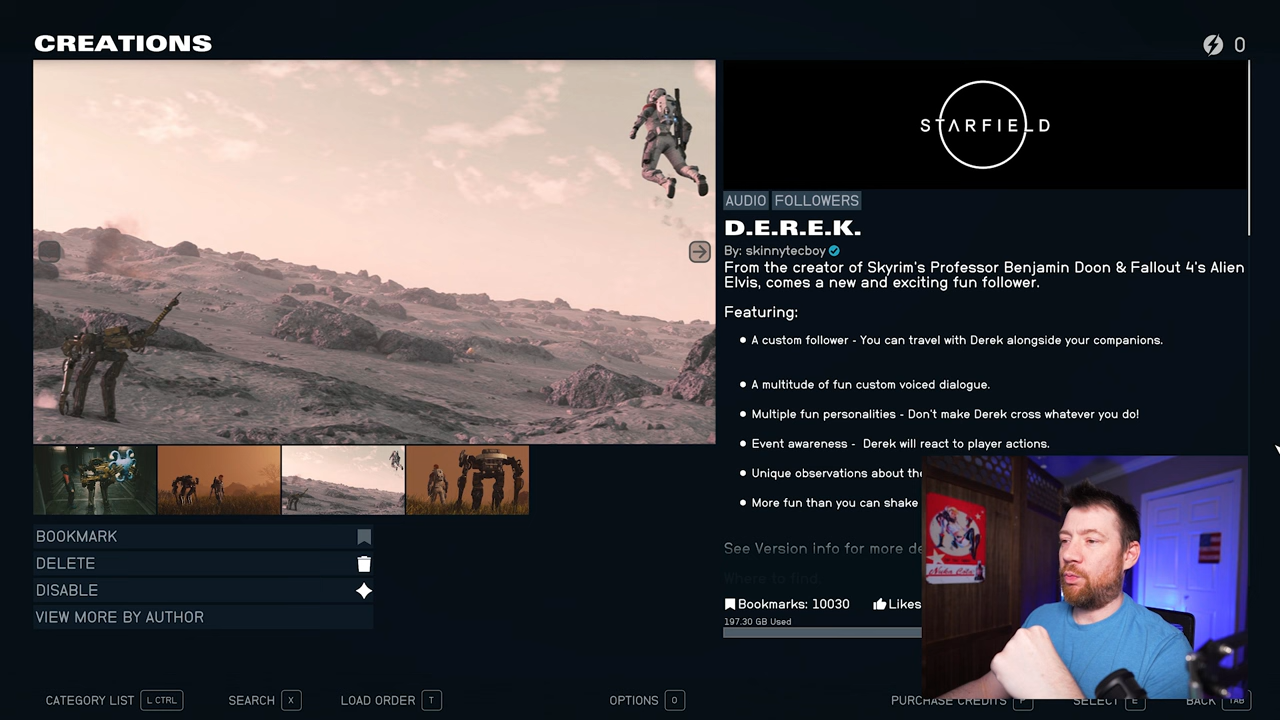 CREATIONS
0
STARFIELD
AUDIO FOLLOWERS
D.E.R.E.K.
By: skinnytecboy
From the creator of Skyrim's Professor Benjamin Doon & Fallout 4's Alien
Elvis, comes a new and exciting fun follower.
Featuring:
A custom follower - You can travel with Derek alongside your companions.
A multitude of fun custom voiced dialogue.
Multiple fun personalities - Don't make Derek cross whatever you do!
Event awareness - Derek will react to player actions.
Unique observations about the
More fun than you can shake
See Version info for more de
Where to find.
Bookmarks: 10030 Likes
197.30 GB Used
BOOKMARK
DELETE
DISABLE
VIEW MORE BY AUTHOR
Nuka Cola
CATEGORY LIST L CTRL SEARCH X LOAD ORDER T OPTIONS O PURCHASE CREDITS P SELECT E BACK TAB